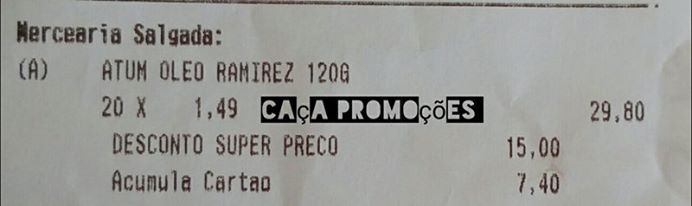 Mercearia Salgada:
(A) ATUM OLEO RAMIREZ 120G
20 X 1,49 CAçA PROMOções 29,80
DESCONTO SUPER PRECO 15,00
Acumula Cartao 7,40